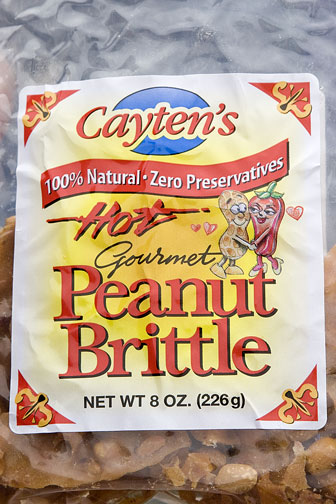 Cayten's
100% Natural • Zero Preservatives
Hot
Gourmet
Peanut
Brittle
NET WT 8 OZ. (226g)